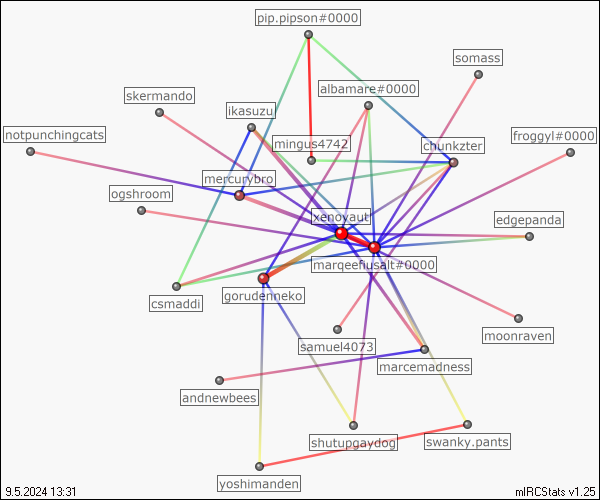 pip.pipson#0000
somass
skermando
albamare#0000
ikasuzu
notpunchingcats
mingus4742
chunkzter
froggyl#0000
mercurybro
ogshroom
xenoyaut
edgepanda
marqeefiusalt#0000
csmaddi
gorudenneko
moonraven
samuel4073
marcemadness
andnewbees
shutupgaydog
swanky.pants
yoshimanden
9.5.2024 13:31
mIRCStats v1.25